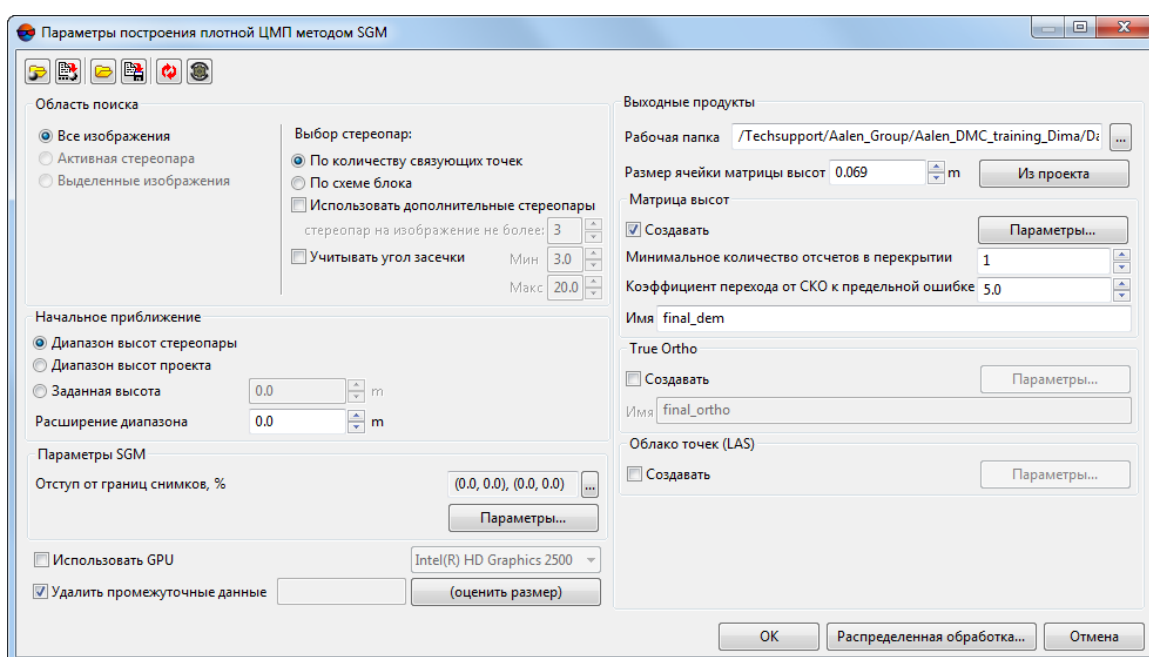 Параметры построения плотной ЦМП методом SGM
Область поиска
Все изображения
Активная стереопара
Выделенные изображения
Выбор стереопар:
По количеству связующих точек
По схеме блока
Использовать дополнительные стереопары
стереопар на изображение не более: 3
Учитывать угол засечки Мин 3.0
Макс 20.0
Начальное приближение
Диапазон высот стереопары
Диапазон высот проекта
Заданная высота 0.0 m
Расширение диапазона 0.0 m
Параметры SGM
Отступ от границ снимков, % (0.0, 0.0), (0.0, 0.0) ...
Параметры...
Использовать GPU Intel(R) HD Graphics 2500
Удалить промежуточные данные (оценить размер)
Выходные продукты
Рабочая папка /Techsupport/Aalen_Group/Aalen_DMC_training_Dima/Da ...
Размер ячейки матрицы высот 0.069 m Из проекта
Матрица высот
Создавать Параметры...
Минимальное количество отсчетов в перекрытии 1
Коэффициент перехода от СКО к предельной ошибке 5.0
Имя final_dem
True Ortho
Создавать Параметры...
Имя final_ortho
Облако точек (LAS)
Создавать Параметры...
OK Распределенная обработка... Отмена